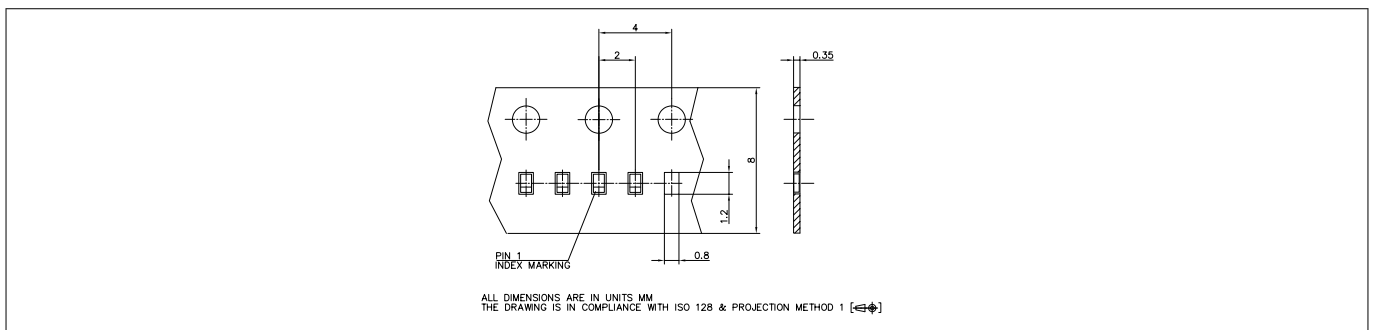 4
2
0.35
8
1.2
0.8
PIN 1
INDEX MARKING
ALL DIMENSIONS ARE IN UNITS MM
THE DRAWING IS IN COMPLIANCE WITH ISO 128 & PROJECTION METHOD 1 [ ]